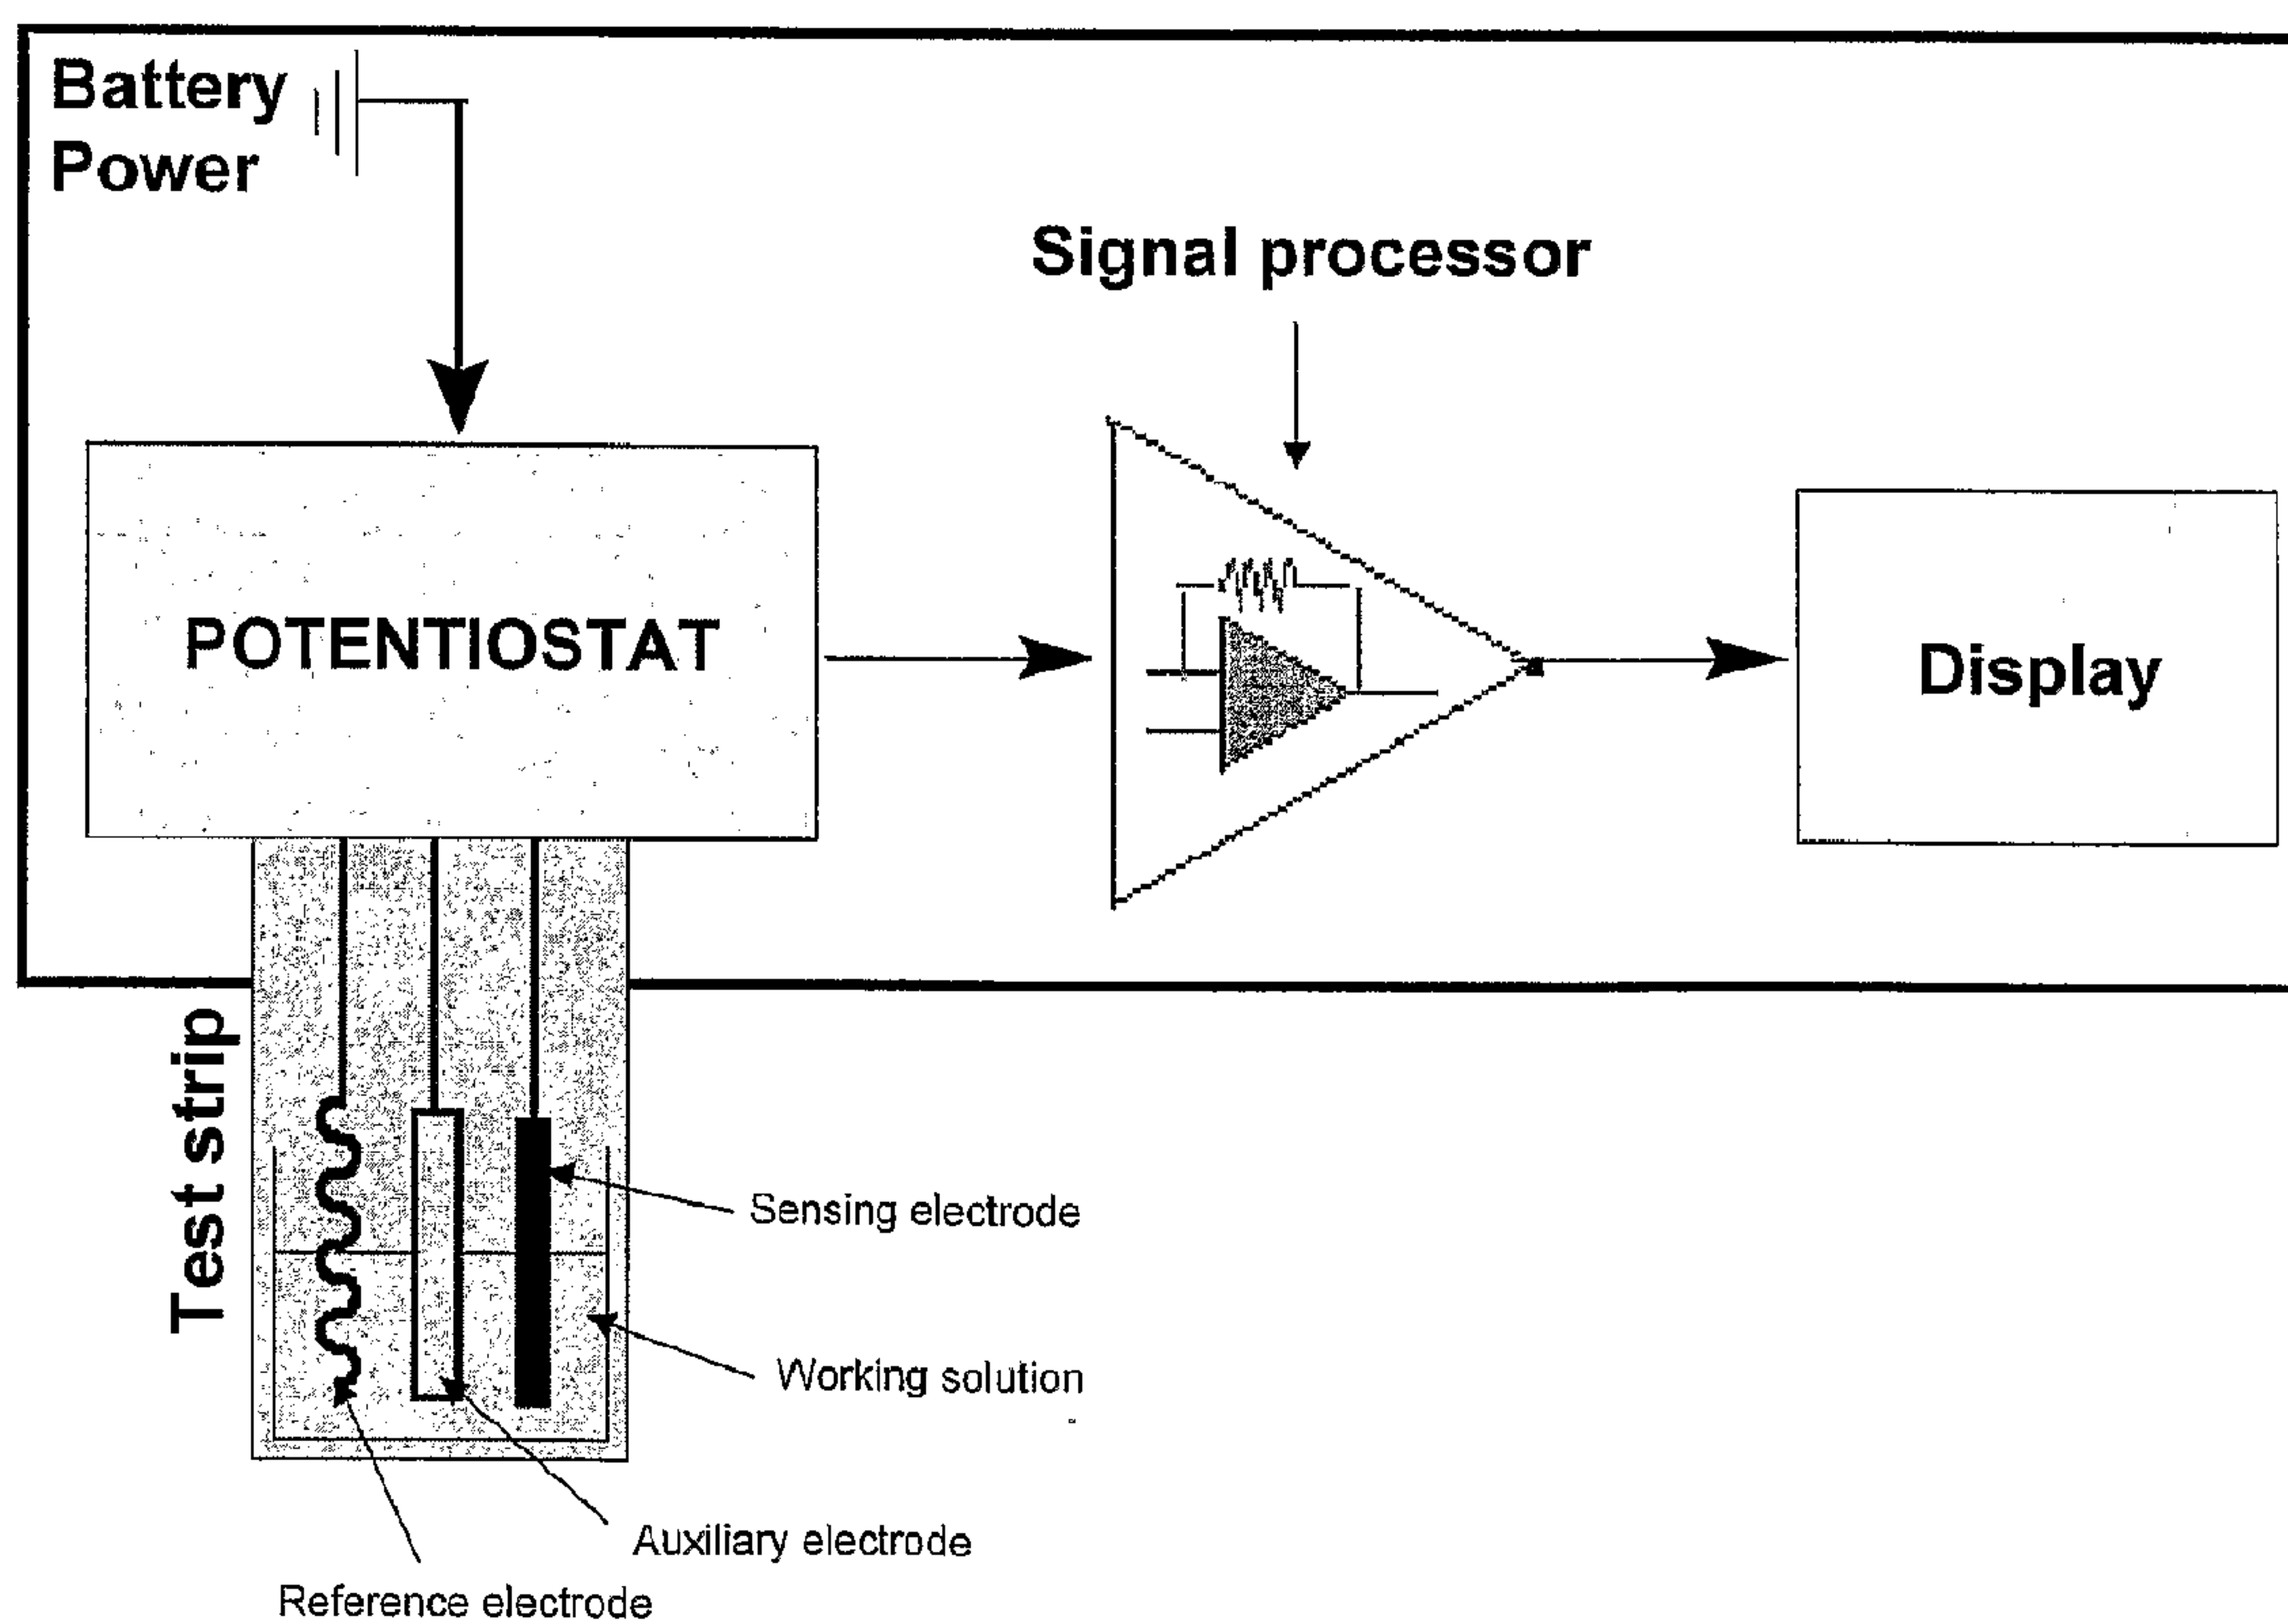 Battery
Power
Signal processor
POTENTIOSTAT
Display
Test strip
Sensing electrode
Working solution
Auxiliary electrode
Reference electrode